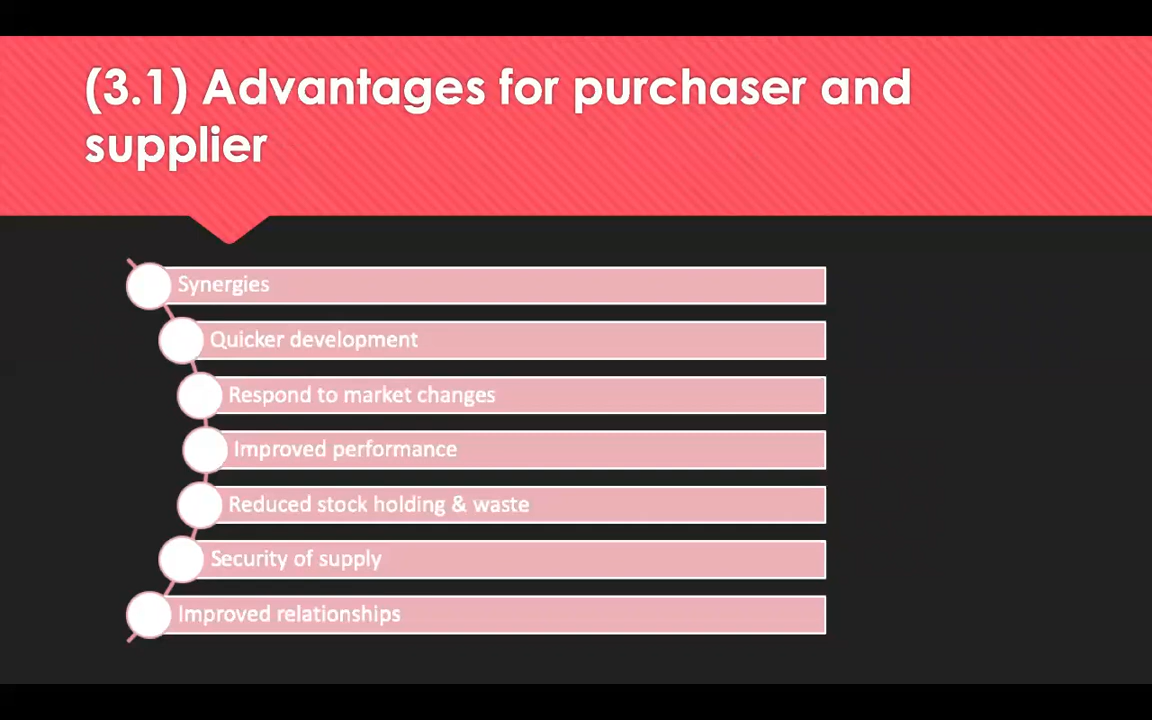 (3.1) Advantages for purchaser and
supplier
Synergies
Quicker development
Respond to market changes
Improved performance
Reduced stock holding & waste
Security of supply
Improved relationships